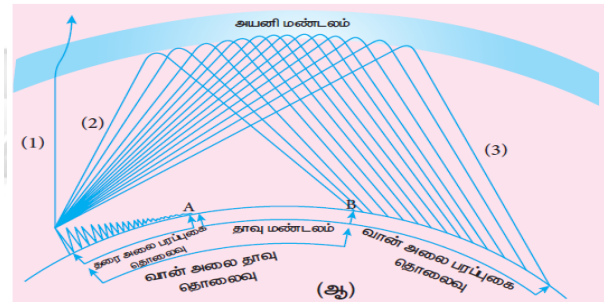 அயனி மண்டலம்
(1)
(2)
(3)
A
B
தரை அலை பரப்புகை
தொலைவு
தாவு மண்டலம்
வான் அலை தாவு
தொலைவு
வான் அலை பரப்புகை
தொலைவு
(ஆ)